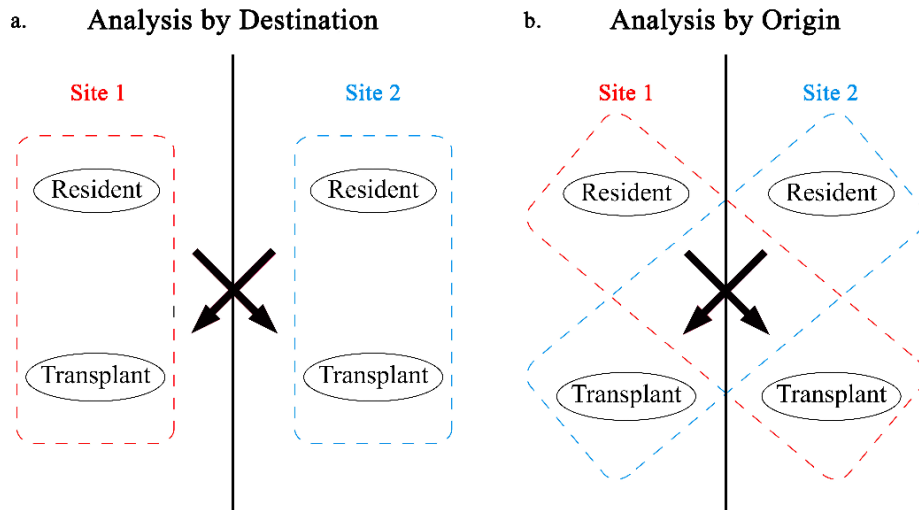 a. Analysis by Destination
b. Analysis by Origin
Site 1
Site 2
Site 1
Site 2
Resident
Resident
Resident
Resident
Transplant
Transplant
Transplant
Transplant